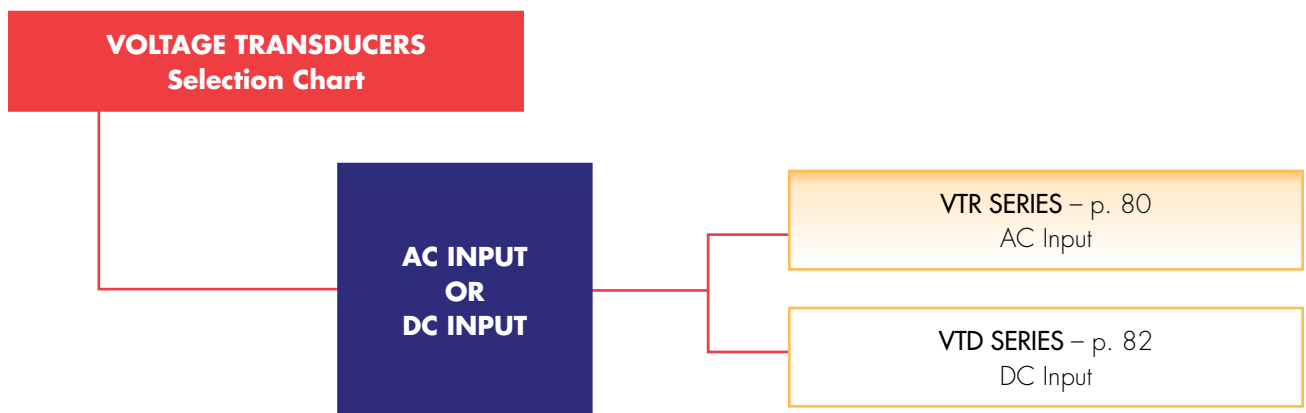 VOLTAGE TRANSDUCERS
Selection Chart
AC INPUT
OR
DC INPUT
VTR SERIES – p. 80
AC Input
VTD SERIES – p. 82
DC Input